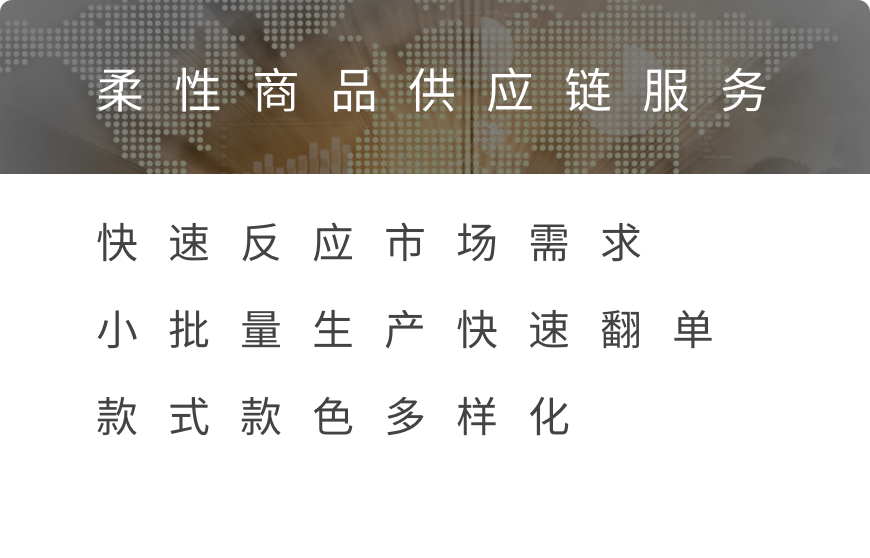 柔性商品供应链服务
快速反应市场需求
小批量生产快速翻单
款式款色多样化